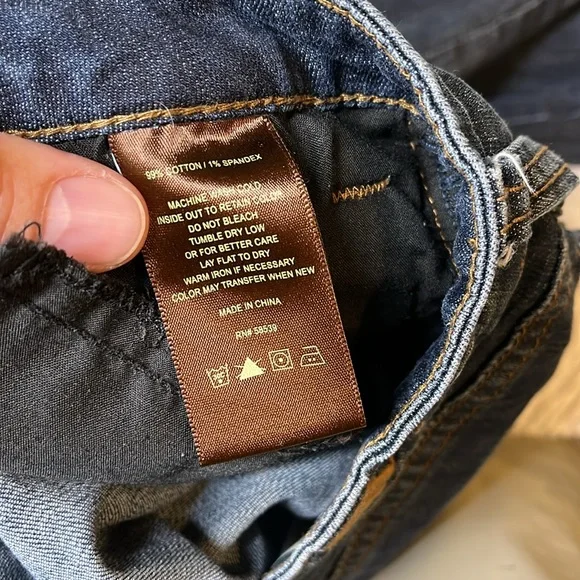 99% COTTON / 1% SPANDEX
MACHINE WASH COLD
INSIDE OUT TO RETAIN COLOR
DO NOT BLEACH
TUMBLE DRY LOW
OR FOR BETTER CARE
LAY FLAT TO DRY
WARM IRON IF NECESSARY
COLOR MAY TRANSFER WHEN NEW
MADE IN CHINA
RN# 58539